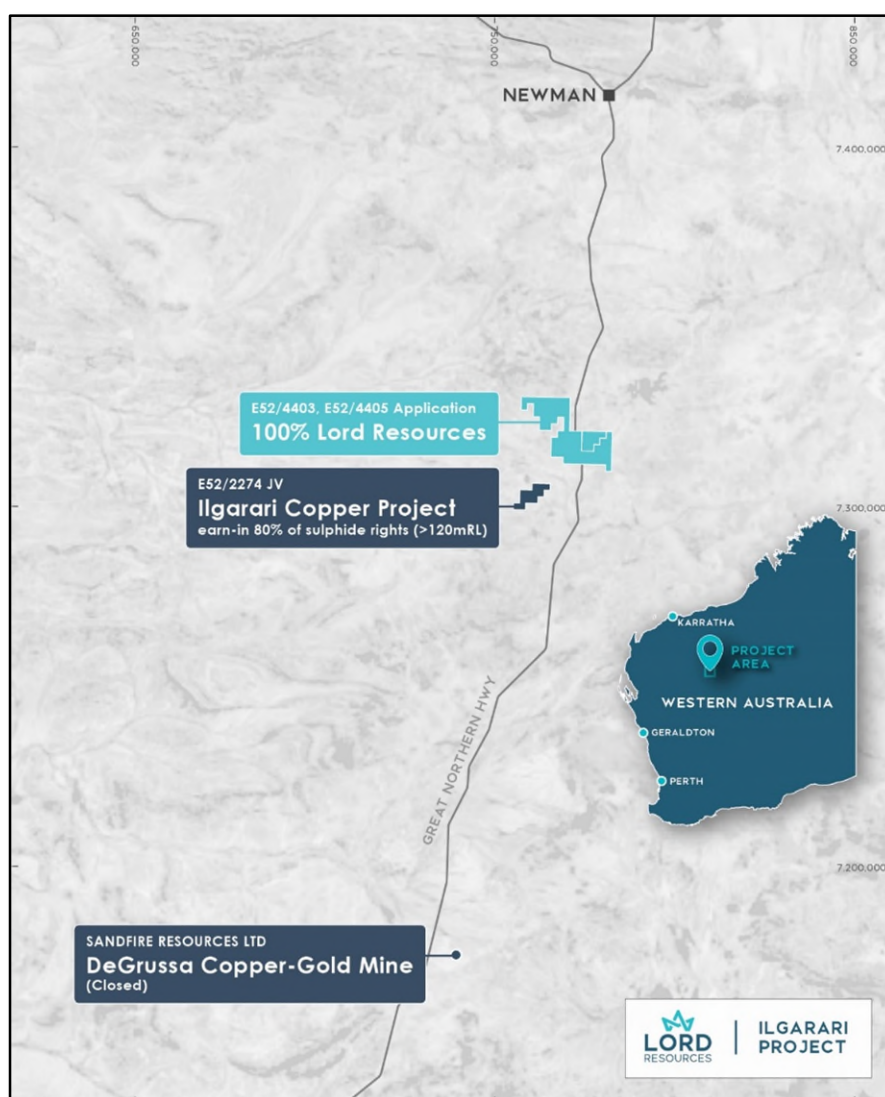 650,000
750,000
850,000
NEWMAN
7,400,000
E52/4403, E52/4405 Application
100% Lord Resources
E52/2274 JV
Ilgarari Copper Project
earn-in 80% of sulphide rights (>120mRL)
7,300,000
KARRATHA
PROJECT
AREA
WESTERN AUSTRALIA
GERALDTON
PERTH
GREAT NORTHERN HWY
7,200,000
SANDFIRE RESOURCES LTD
DeGrussa Copper-Gold Mine
(Closed)
LORD
RESOURCES
ILGARARI
PROJECT